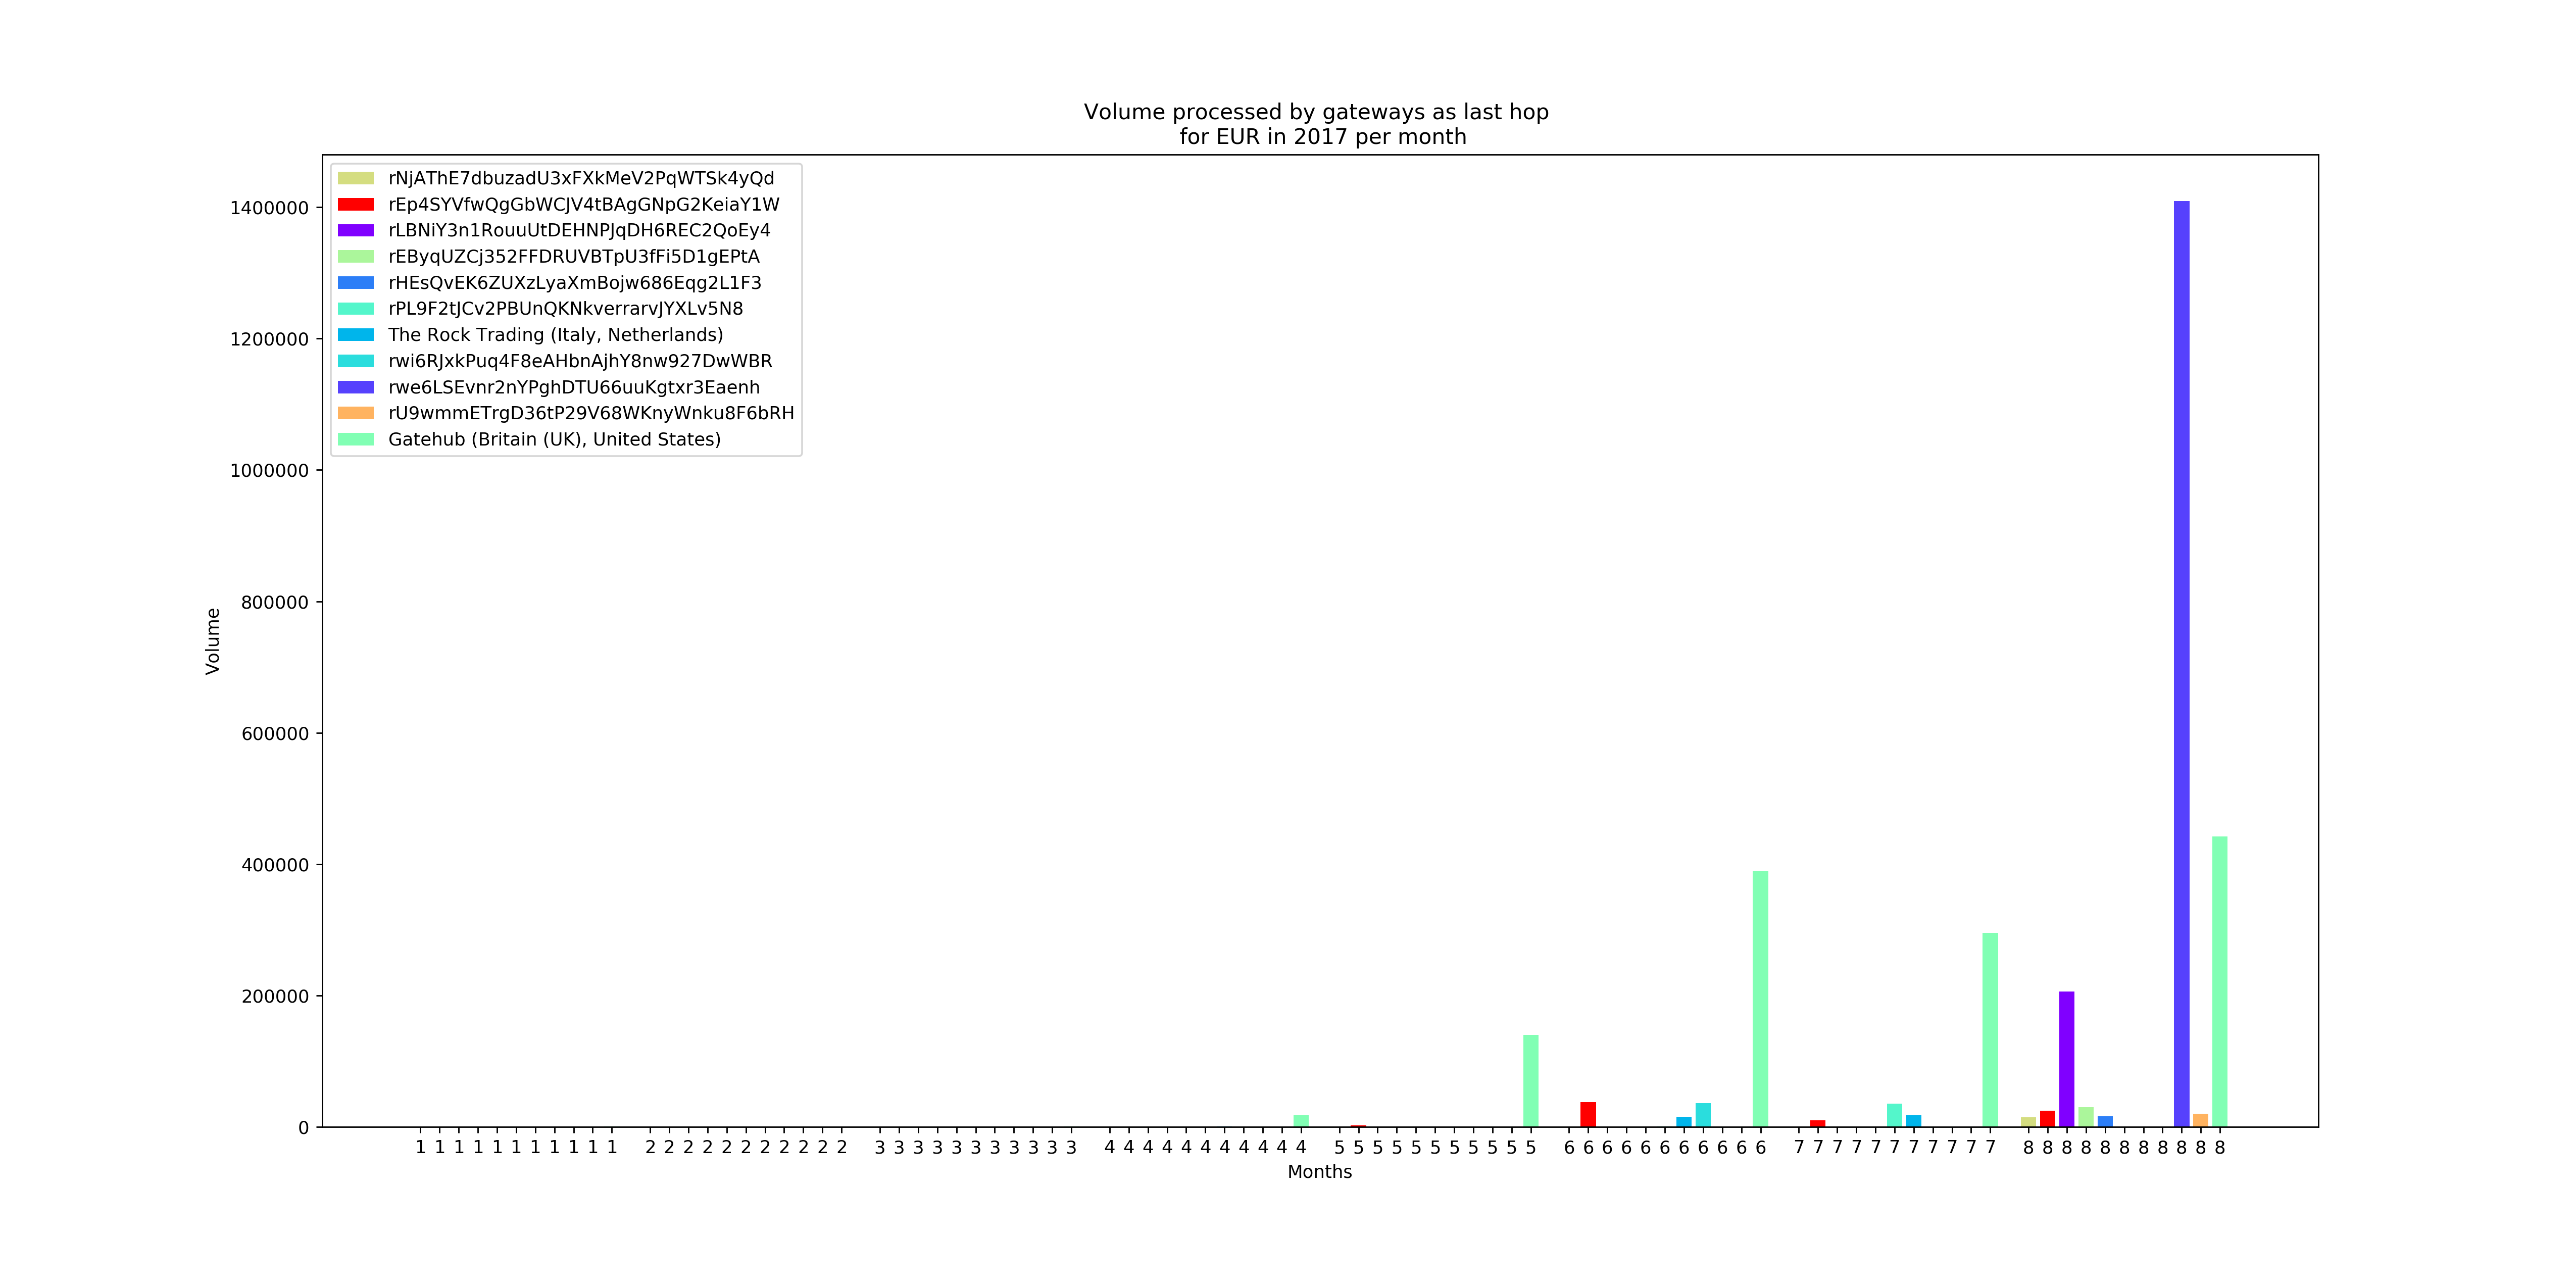 Volume processed by gateways as last hop
for EUR in 2017 per month
rNjAThE7dbuzadU3xFXkMeV2PqWTSk4yQd
rEp4SYVfwQgGbWCJV4tBAgGNpG2KeiaY1W
rLBNiY3n1RouuUtDEHNPJqDH6REC2QoEy4
rEByqUZCj352FFDRUVBTpU3fFi5D1gEPtA
rHEsQvEK6ZUXzLyaXmBojw686Eqg2L1F3
rPL9F2tJCv2PBUnQKNkverrarvJYXLv5N8
The Rock Trading (Italy, Netherlands)
rwi6RJxkPuq4F8eAHbnAjhY8nw927DwWBR
rwe6LSEvnr2nYPghDTU66uuKgtxr3Eaenh
rU9wmmETrgD36tP29V68WKnyWnku8F6bRH
Gatehub (Britain (UK), United States)
1400000
1200000
1000000
800000
600000
400000
200000
0
Volume
1 1 1 1 1 1 1 1 1 1 1 2 2 2 2 2 2 2 2 2 2 2 3 3 3 3 3 3 3 3 3 3 3 4 4 4 4 4 4 4 4 4 4 4 5 5 5 5 5 5 5 5 5 5 5 6 6 6 6 6 6 6 6 6 6 6 7 7 7 7 7 7 7 7 7 7 7 8 8 8 8 8 8 8 8 8 8 8
Months